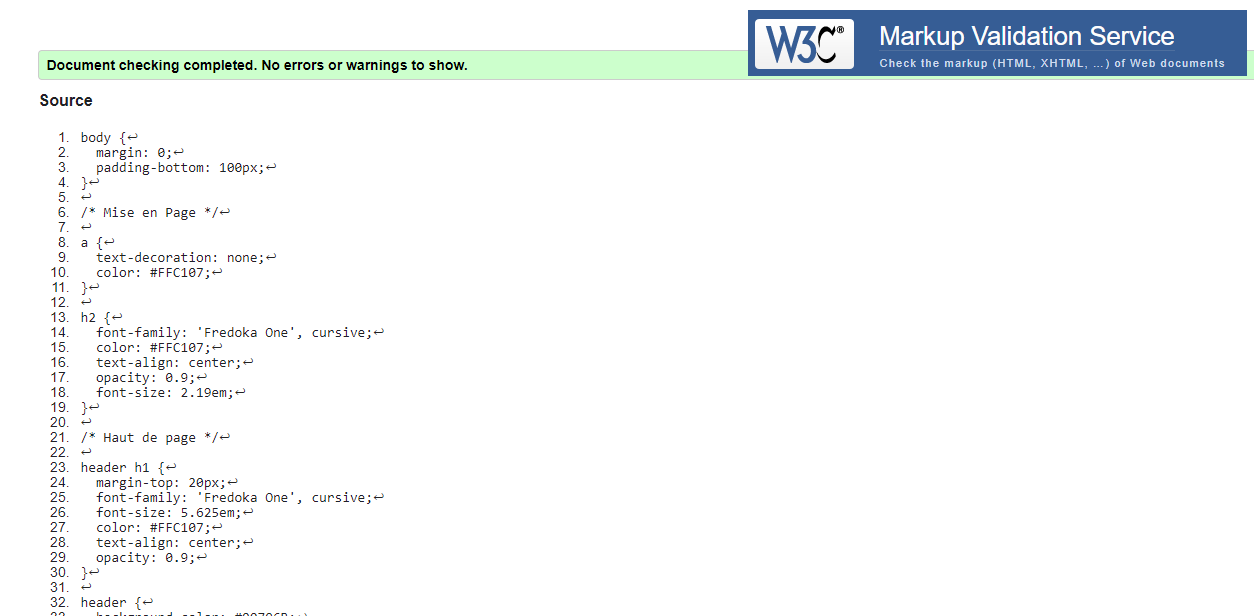 W3C®
Markup Validation Service
Check the markup (HTML, XHTML, ...) of Web documents
Document checking completed. No errors or warnings to show.
Source
1. body {↩
2. margin: 0;↩
3. padding-bottom: 100px;↩
4. }↩
5. ↩
6. /* Mise en Page */↩
7. ↩
8. a {↩
9. text-decoration: none;↩
10. color: #FFC107;↩
11. }↩
12. ↩
13. h2 {↩
14. font-family: 'Fredoka One', cursive;↩
15. color: #FFC107;↩
16. text-align: center;↩
17. opacity: 0.9;↩
18. font-size: 2.19em;↩
19. }↩
20. ↩
21. /* Haut de page */↩
22. ↩
23. header h1 {↩
24. margin-top: 20px;↩
25. font-family: 'Fredoka One', cursive;↩
26. font-size: 5.625em;↩
27. color: #FFC107;↩
28. text-align: center;↩
29. opacity: 0.9;↩
30. }↩
31. ↩
32. header {↩